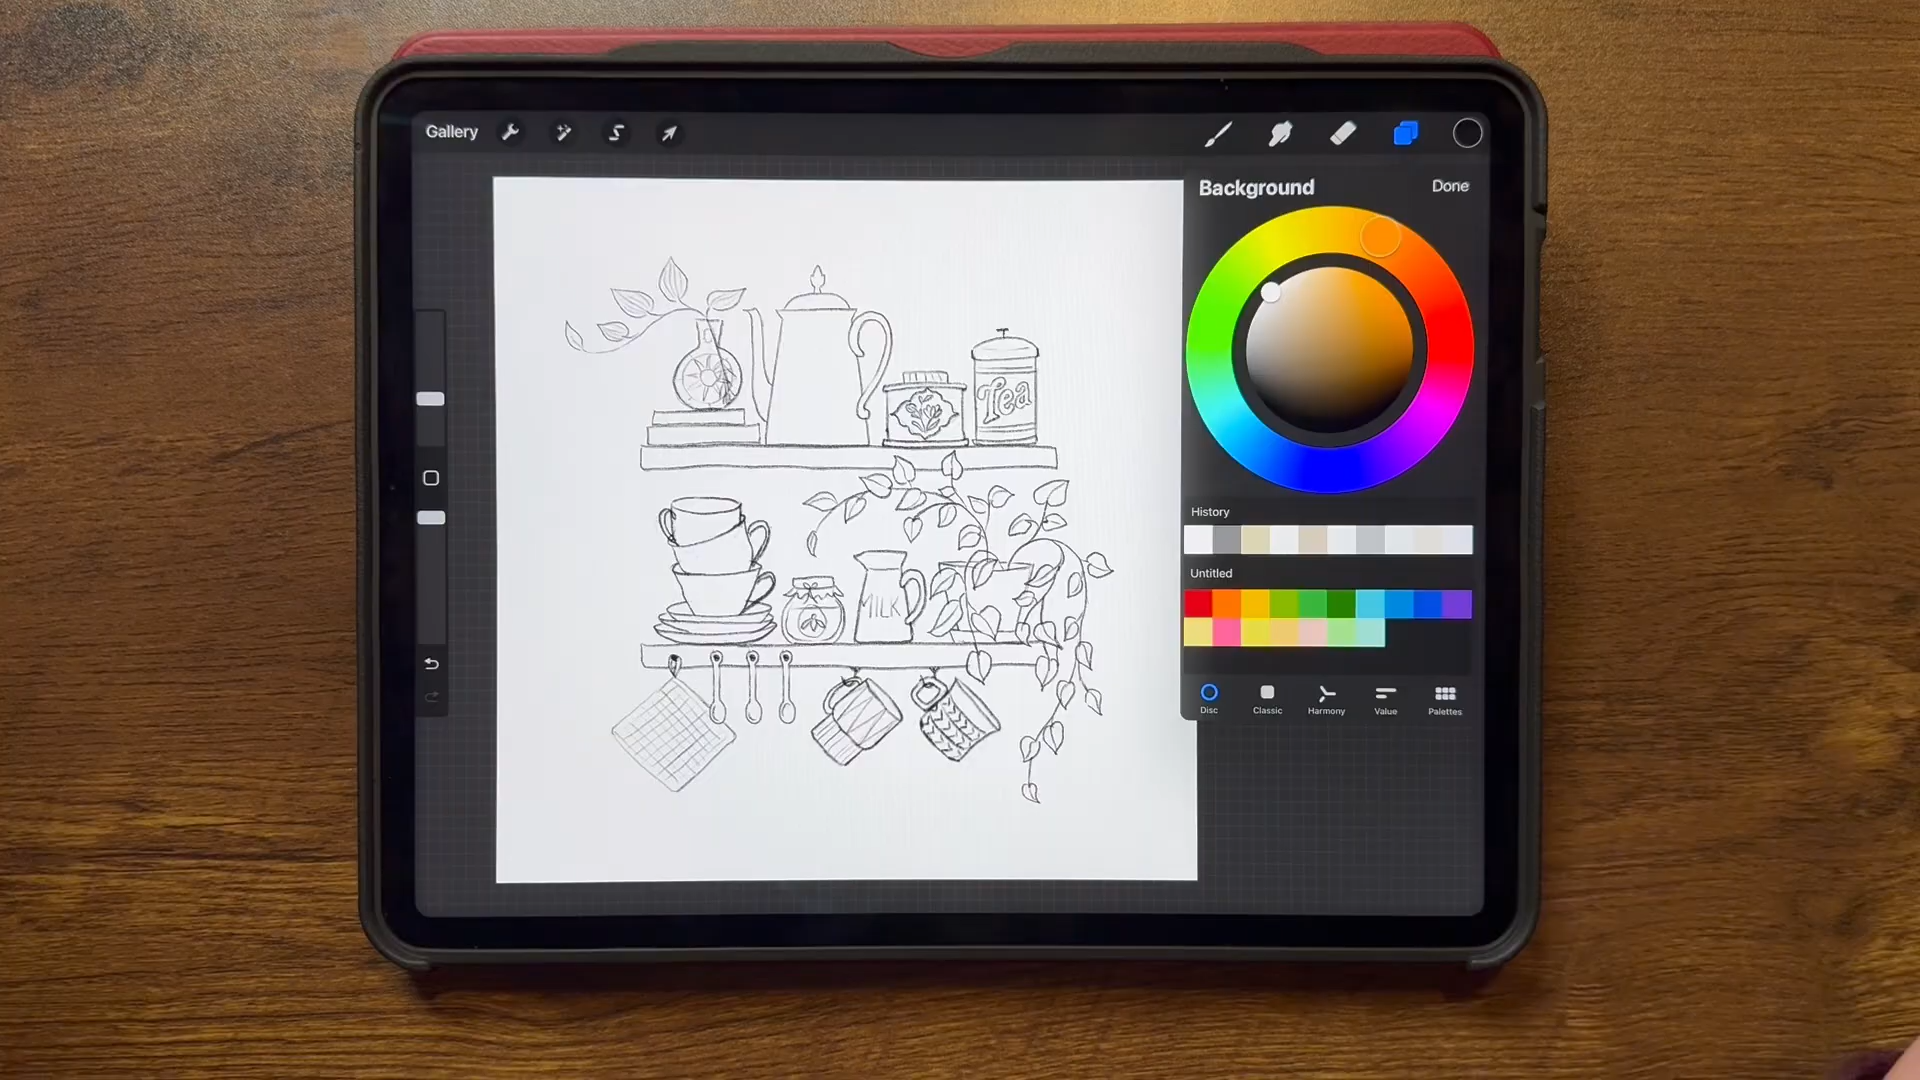 Gallery
Background
Done
Tea
MILK
History
Untitled
Disc
Classic
Harmony
Value
Palettes